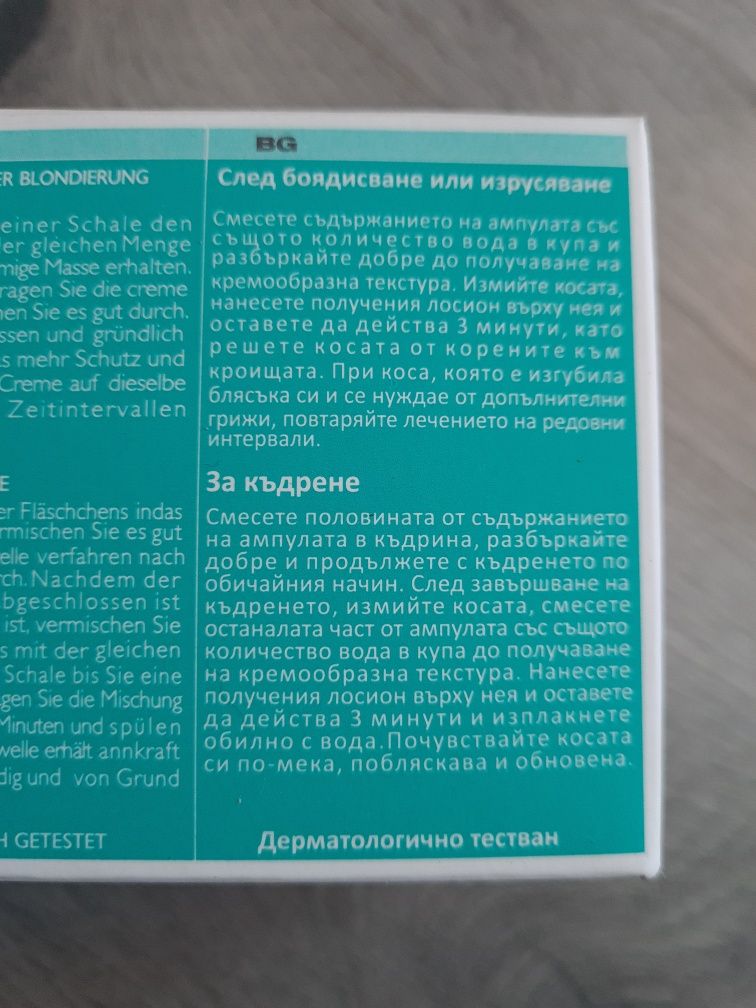 BG
ER BLONDIERUNG
einer Schale den
der gleichen Menge
mige Masse erhalten.
ragen Sie die creme
nen Sie es gut durch.
ssen und gründlich
s mehr Schutz und
Creme auf dieselbe
Zeitintervallen
E
er Fläschchens indas
rmischen Sie es gut
elle verfahren nach
rch. Nachdem der
bgeschlossen ist
ist, vermischen Sie
s mit der gleichen
Schale bis Sie eine
gen Sie die Mischung
Minuten und spülen
welle erhält annkraft
dig und von Grund
H GETESTET
След боядисване или изрусяване
Смесете съдържанието на ампулата със
същото количество вода в купа и
разбъркайте добре до получаване на
кремообразна текстура. Измийте косата,
нанесете получения лосион върху нея и
оставете да действа 3 минути, като
решете косата от корените към
кроищата. При коса, която е изгубила
блясъка си и се нуждае от допълнителни
грижи, повтаряйте лечението на редовни
интервали.
За къдрене
Смесете половината от съдържанието
на ампулата в къдрина, разбъркайте
добре и продължете с къдренето по
обичайния начин. След завършване на
къдренето, измийте косата, смесете
останалата част от ампулата със същото
количество вода в купа до получаване
на кремообразна текстура. Нанесете
получения лосион върху нея и оставете
да действа 3 минути и изплакнете
обилно с вода.Почувствайте косата
си по-мека, побляскава и обновена.
Дерматологично тестван